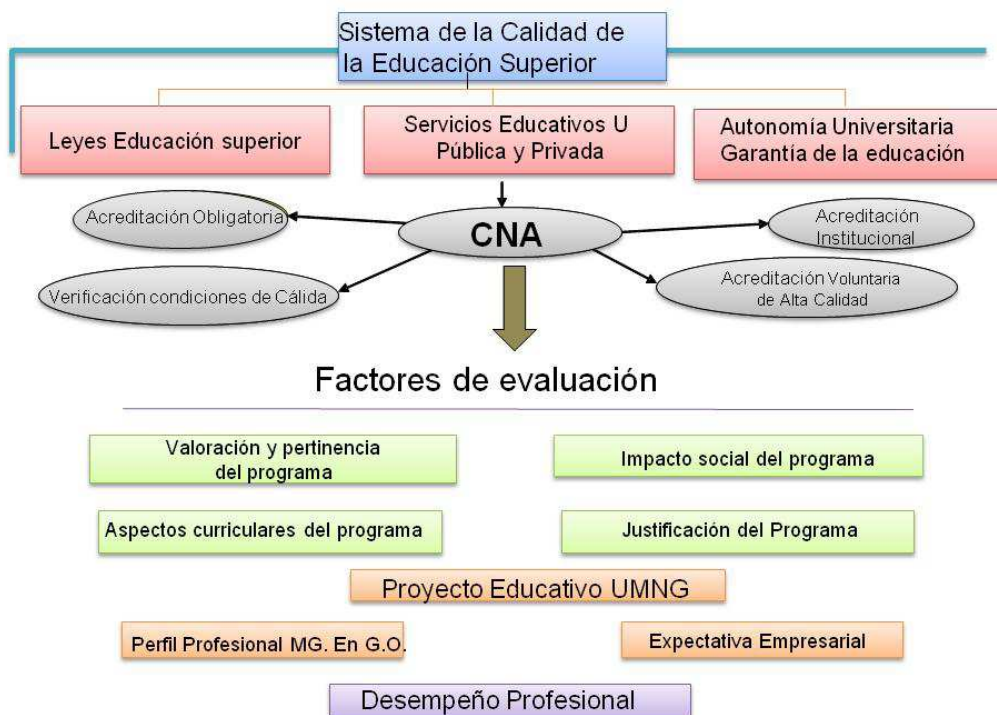 Sistema de la Calidad de
la Educación Superior
Leyes Educación superior
Servicios Educativos U
Pública y Privada
Autonomía Universitaria
Garantía de la educación
Acreditación Obligatoria
CNA
Acreditación
Institucional
Verificación condiciones de Cálida
Acreditación Voluntaria
de Alta Calidad
Factores de evaluación
Valoración y pertinencia
del programa
Impacto social del programa
Aspectos curriculares del programa
Justificación del Programa
Proyecto Educativo UMNG
Perfil Profesional MG. En G.O.
Expectativa Empresarial
Desempeño Profesional